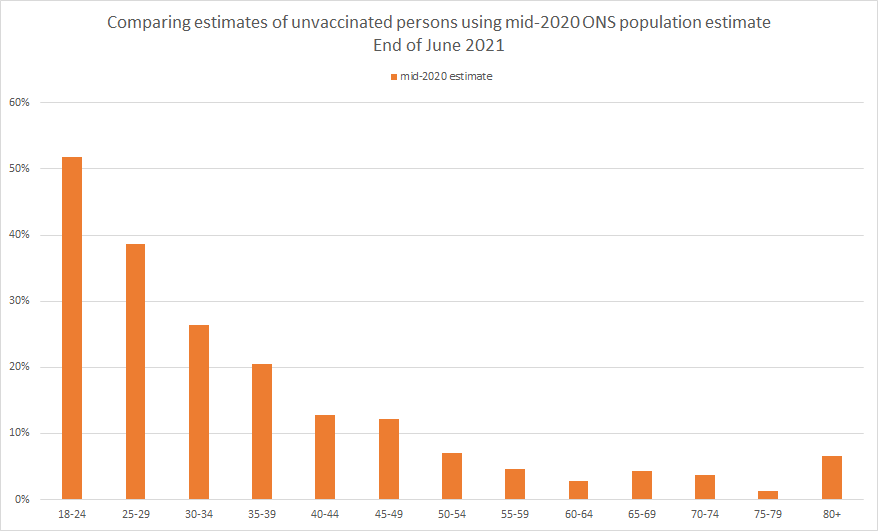 Comparing estimates of unvaccinated persons using mid-2020 ONS population estimate
End of June 2021
mid-2020 estimate
60%
50%
40%
30%
20%
10%
0%
18-24 25-29 30-34 35-39 40-44 45-49 50-54 55-59 60-64 65-69 70-74 75-79 80+